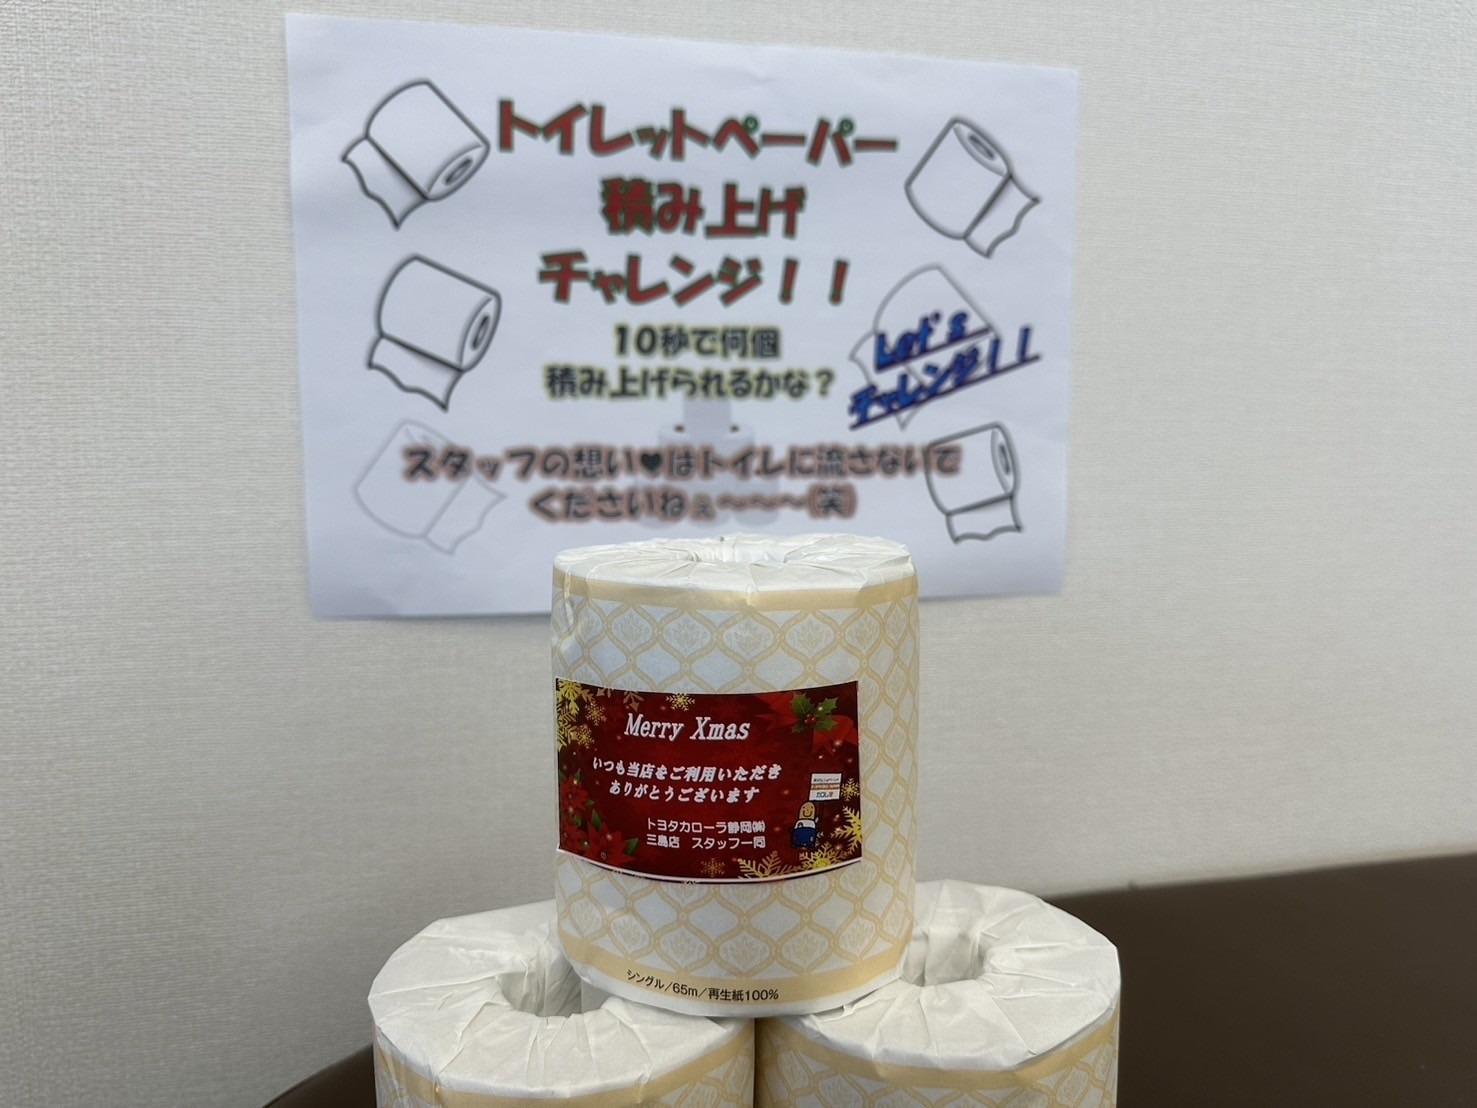 トイレットペーパー
積み上げ
チャレンジ！！
10秒で何個
積み上げられるかな？
Let's
チャレンジ！！
スタッフの想い♥はトイレに流さないで
くださいねぇ～～～(笑)
Merry Xmas
いつも当店をご利用いただき
ありがとうございます
トヨタカローラ静岡㈱
三島店　スタッフ一同
シングル/65m/再生紙100%